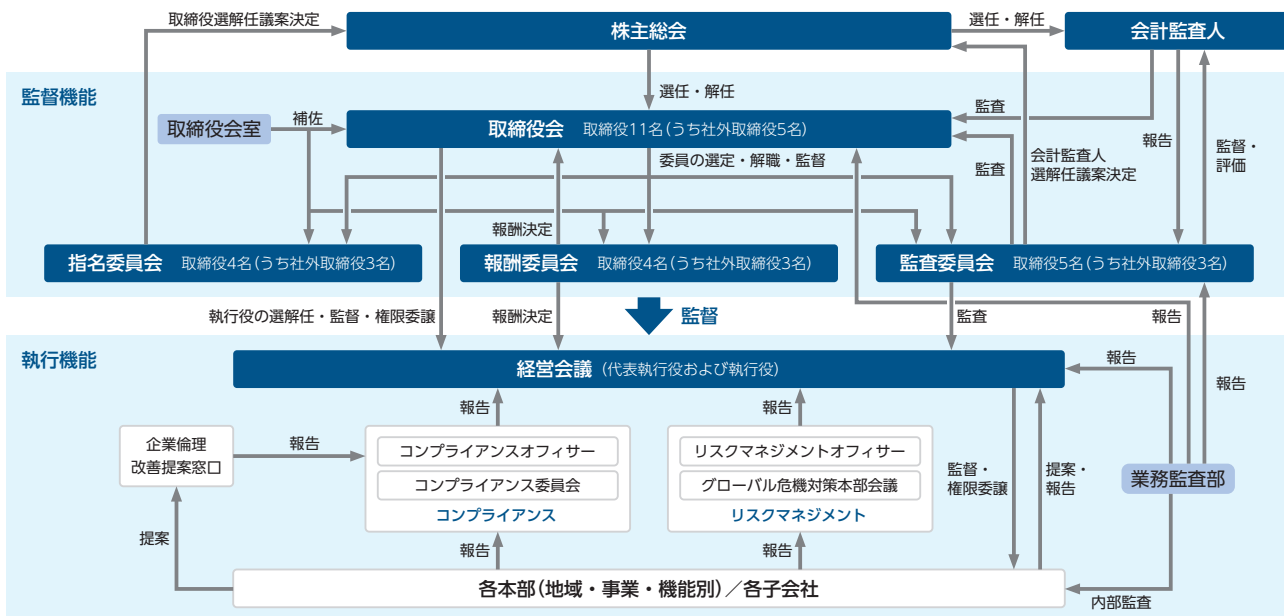 取締役選解任議案決定
株主総会
選任・解任
会計監査人
監督機能
選任・解任
取締役会室
補佐
取締役会 取締役11名（うち社外取締役5名）
監査
報告
監督・
評価
委員の選定・解職・監督
監査
会計監査人
選解任議案決定
報酬決定
指名委員会 取締役4名（うち社外取締役3名）
報酬委員会 取締役4名（うち社外取締役3名）
監査委員会 取締役5名（うち社外取締役3名）
執行役の選解任・監督・権限委譲
報酬決定
監督
監査
報告
執行機能
経営会議（代表執行役および執行役）
報告
報告
報告
報告
企業倫理
改善提案窓口
報告
コンプライアンスオフィサー
コンプライアンス委員会
コンプライアンス
リスクマネジメントオフィサー
グローバル危機対策本部会議
リスクマネジメント
監督・
権限委譲
提案・
報告
業務監査部
提案
報告
報告
各本部（地域・事業・機能別）／各子会社
内部監査